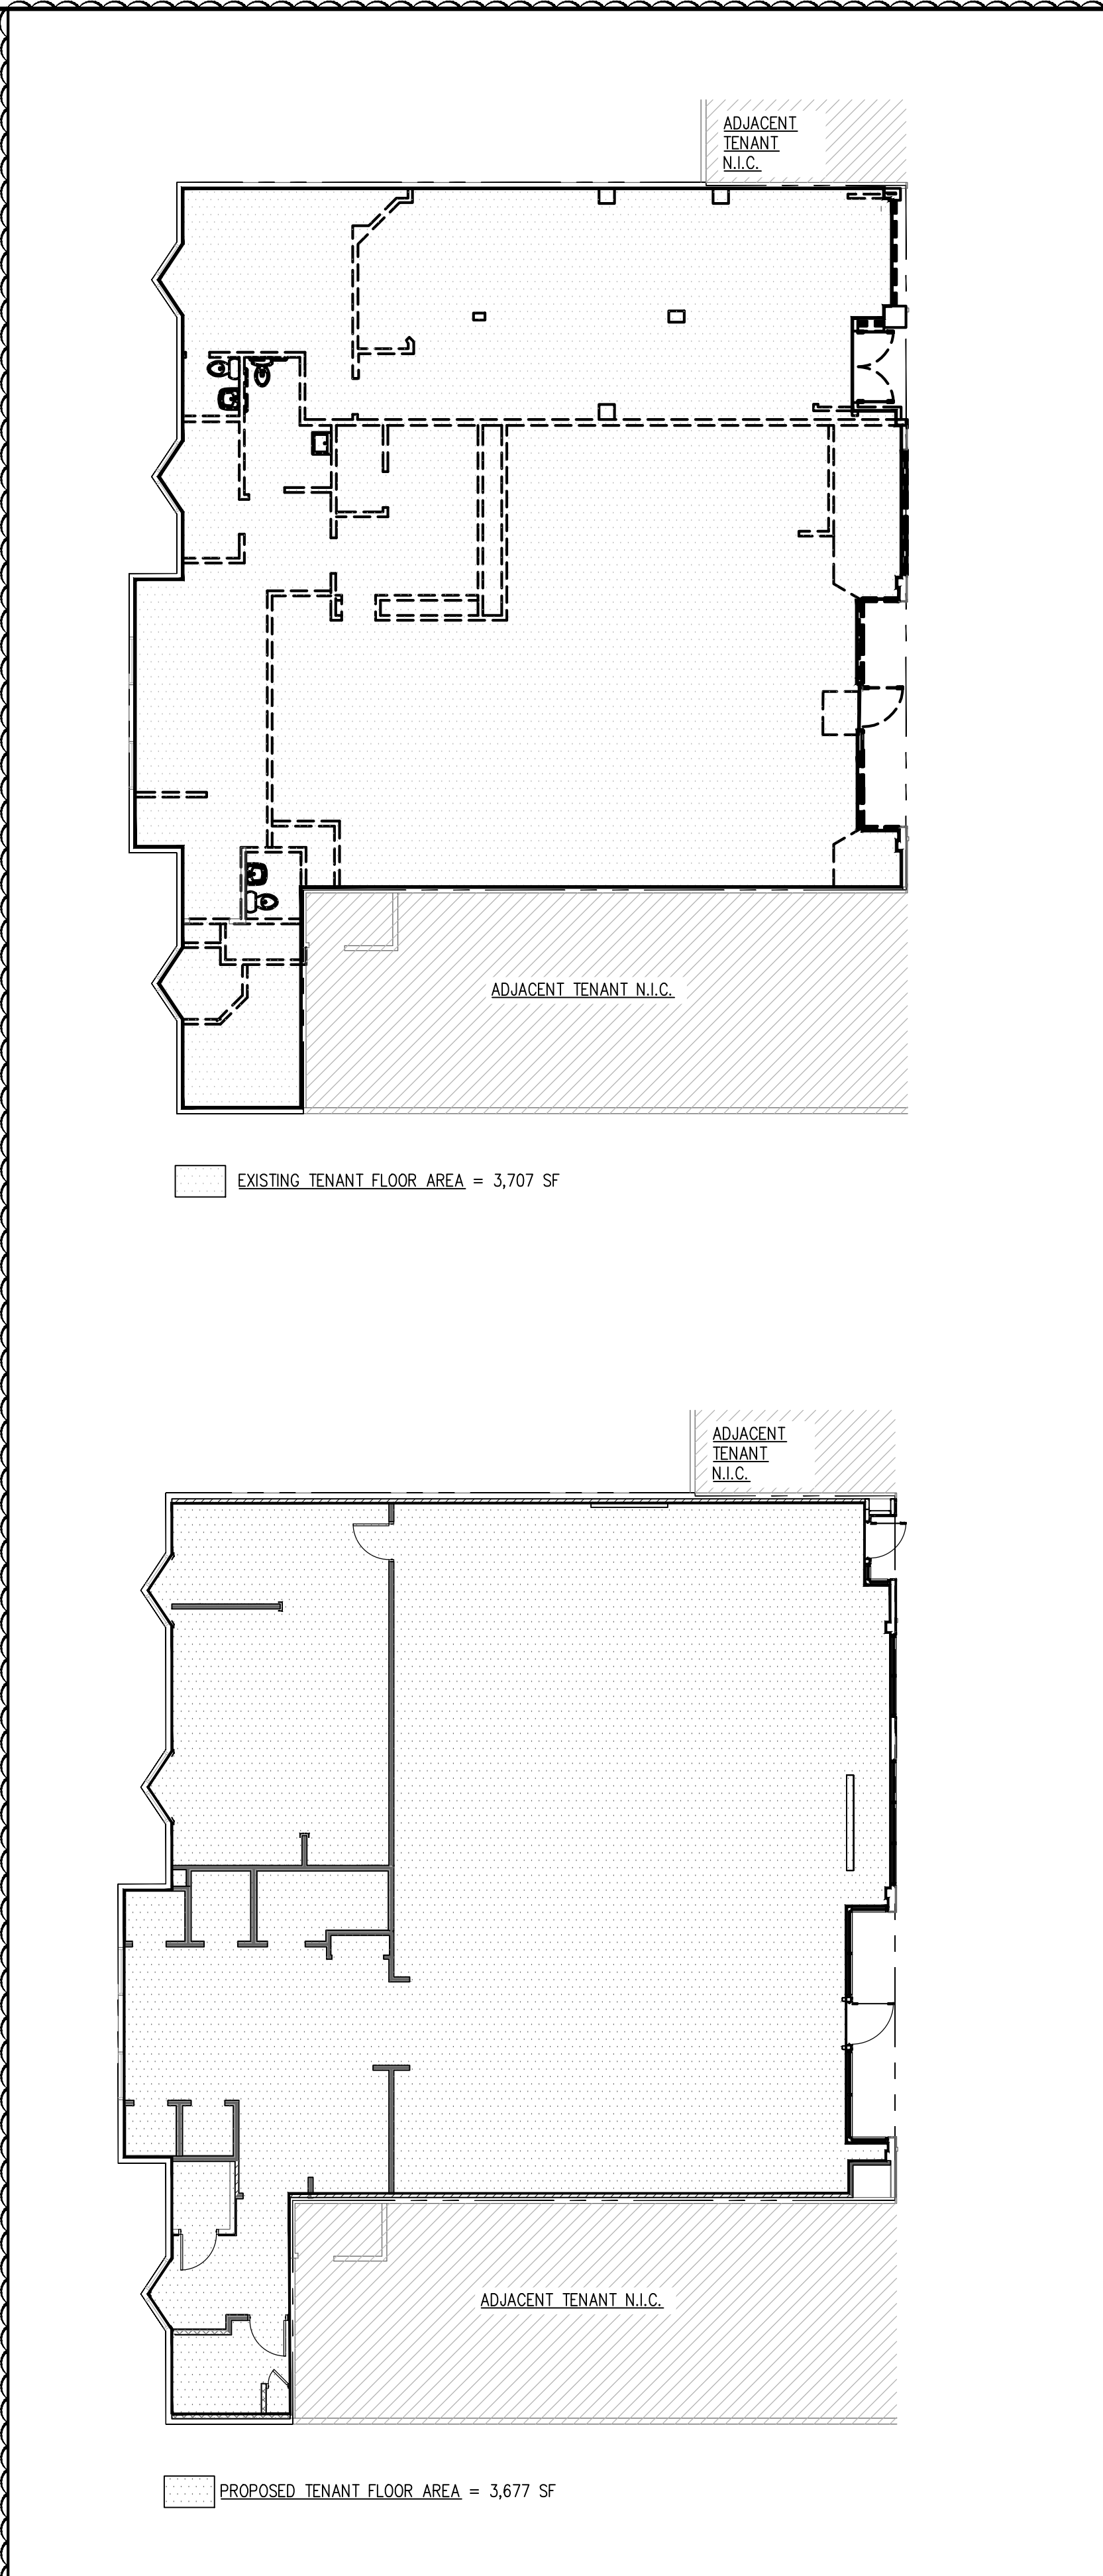 ADJACENT
TENANT
N.I.C.
ADJACENT TENANT N.I.C.
EXISTING TENANT FLOOR AREA = 3,707 SF
ADJACENT
TENANT
N.I.C.
ADJACENT TENANT N.I.C.
PROPOSED TENANT FLOOR AREA = 3,677 SF